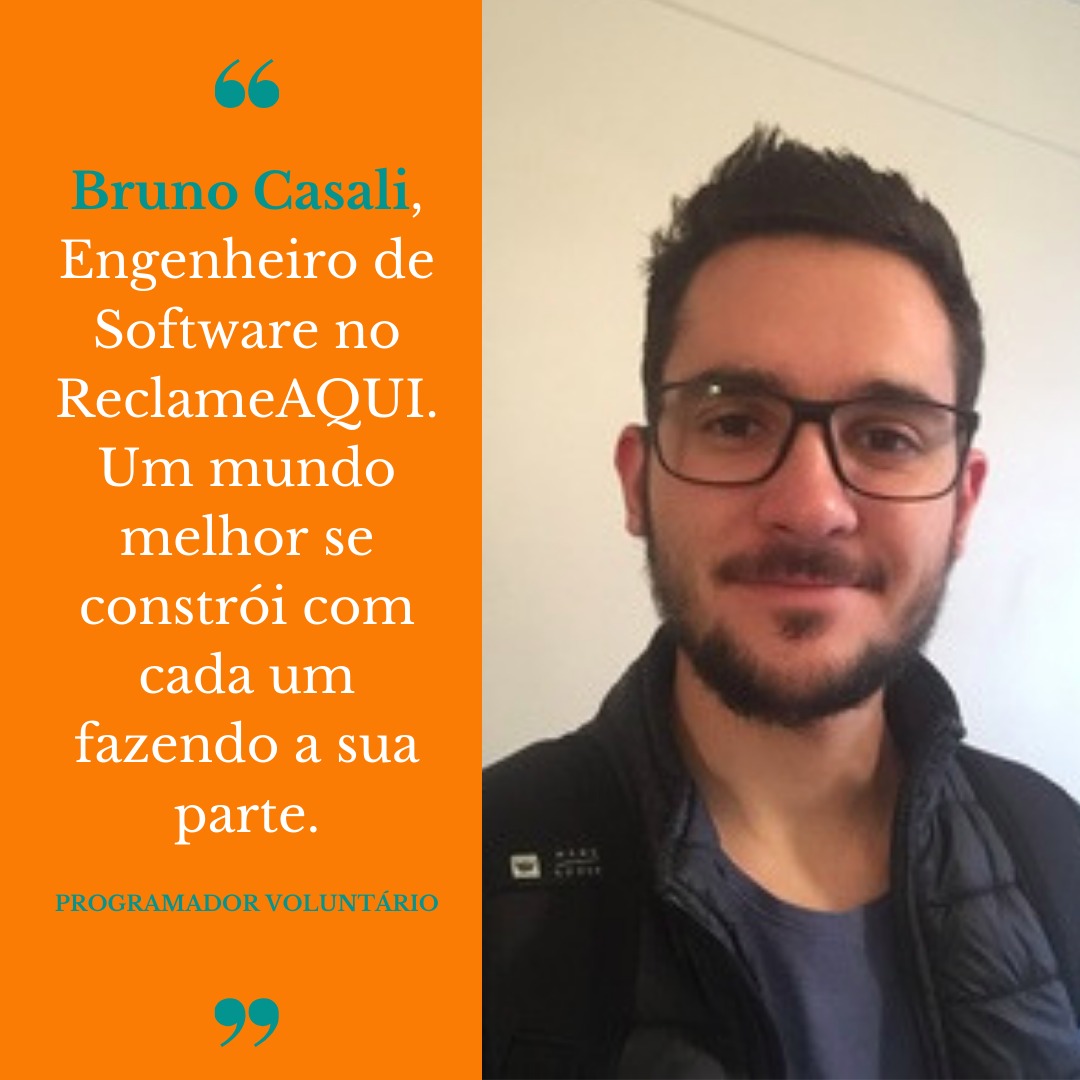 “
Bruno Casali,
Engenheiro de
Software no
ReclameAQUI.
Um mundo
melhor se
constrói com
cada um
fazendo a sua
parte.
PROGRAMADOR VOLUNTÁRIO
”